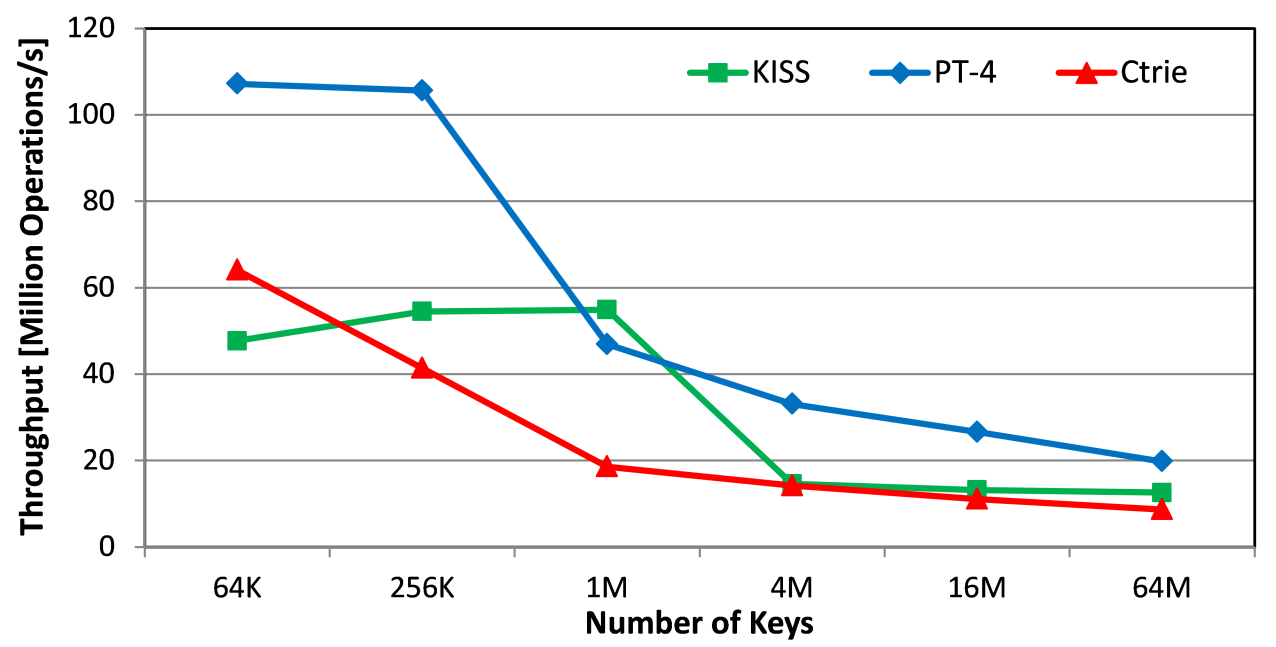 Throughput [Million Operations/s]
120
100
80
60
40
20
0
KISS PT-4 Ctrie
64K 256K 1M 4M 16M 64M
Number of Keys